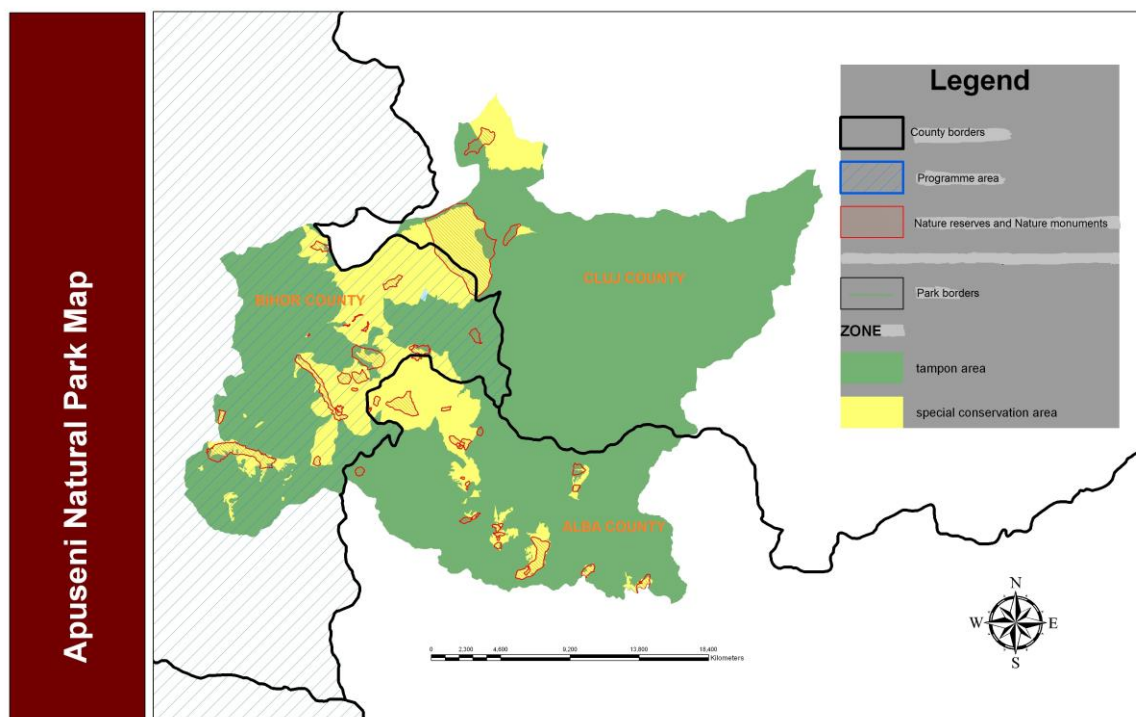 Apuseni Natural Park Map
Legend
County borders
Programme area
Nature reserves and Nature monuments
Park borders
ZONE
tampon area
special conservation area
CLUJ COUNTY
BIHOR COUNTY
ALBA COUNTY
N
W E
S
0 2,300 4,600 9,200 13,800 18,400
Kilometers